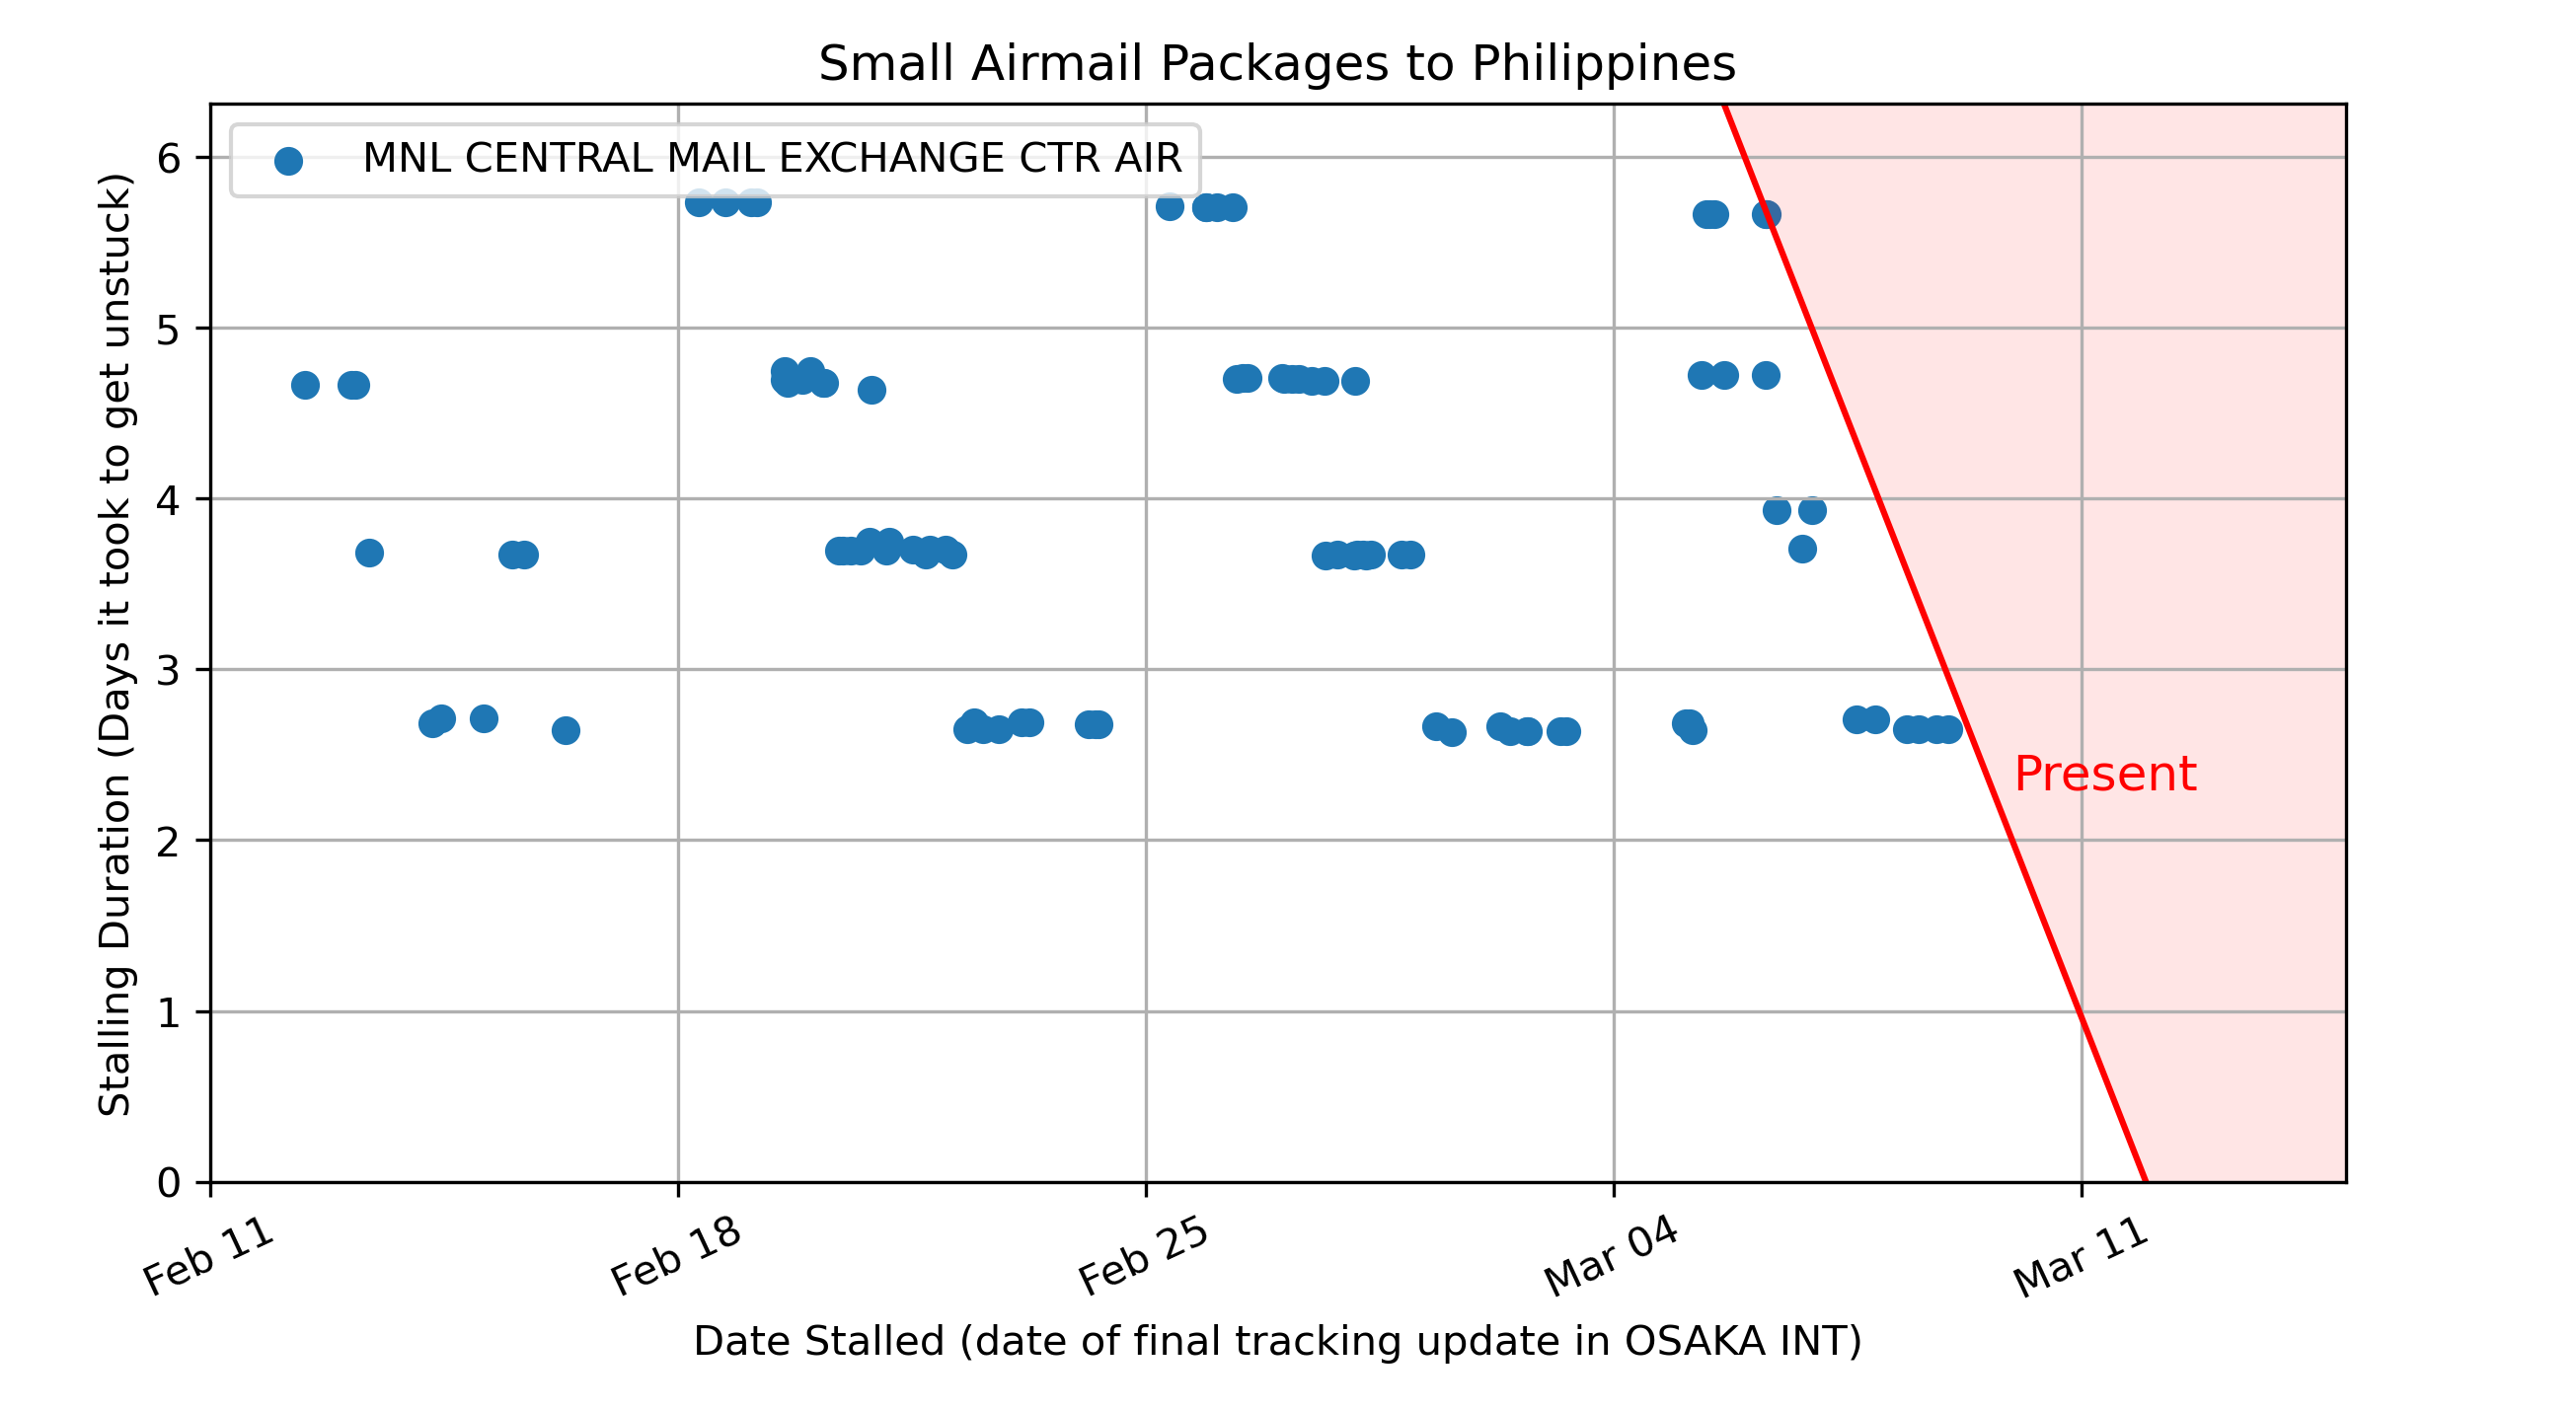 Small Airmail Packages to Philippines
MNL CENTRAL MAIL EXCHANGE CTR AIR
Stalling Duration (Days it took to get unstuck)
6
5
4
3
2
1
0
Present
Feb 11
Feb 18
Feb 25
Mar 04
Mar 11
Date Stalled (date of final tracking update in OSAKA INT)